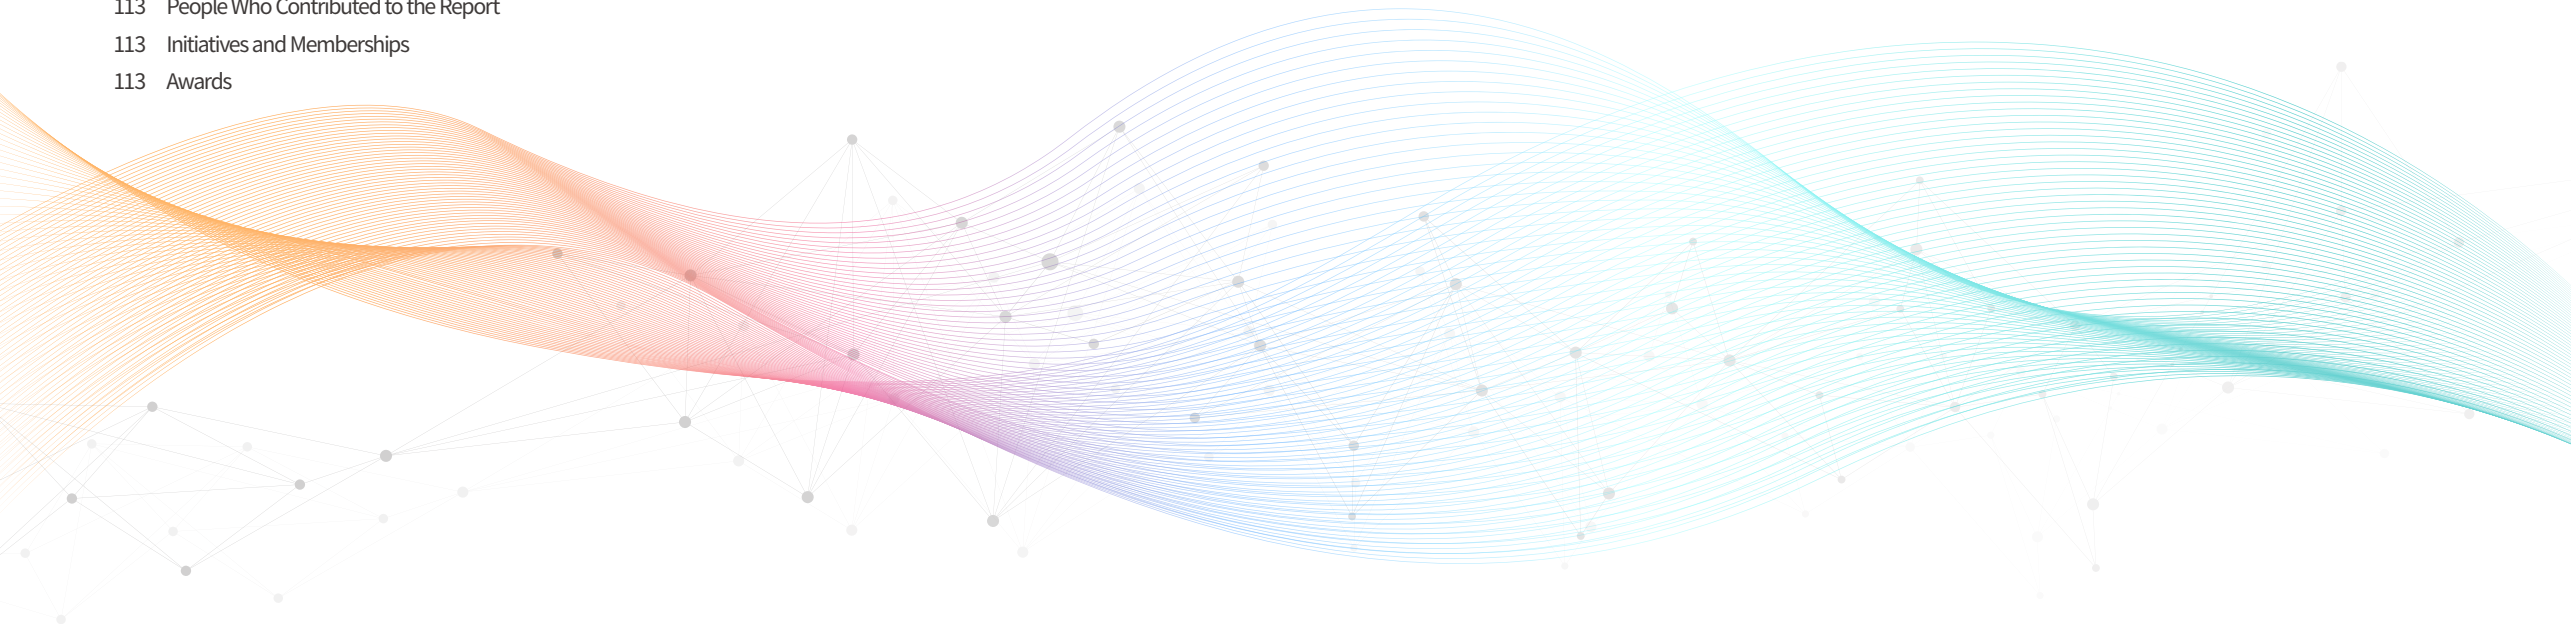 113 People Who Contributed to the Report
113 Initiatives and Memberships
113 Awards